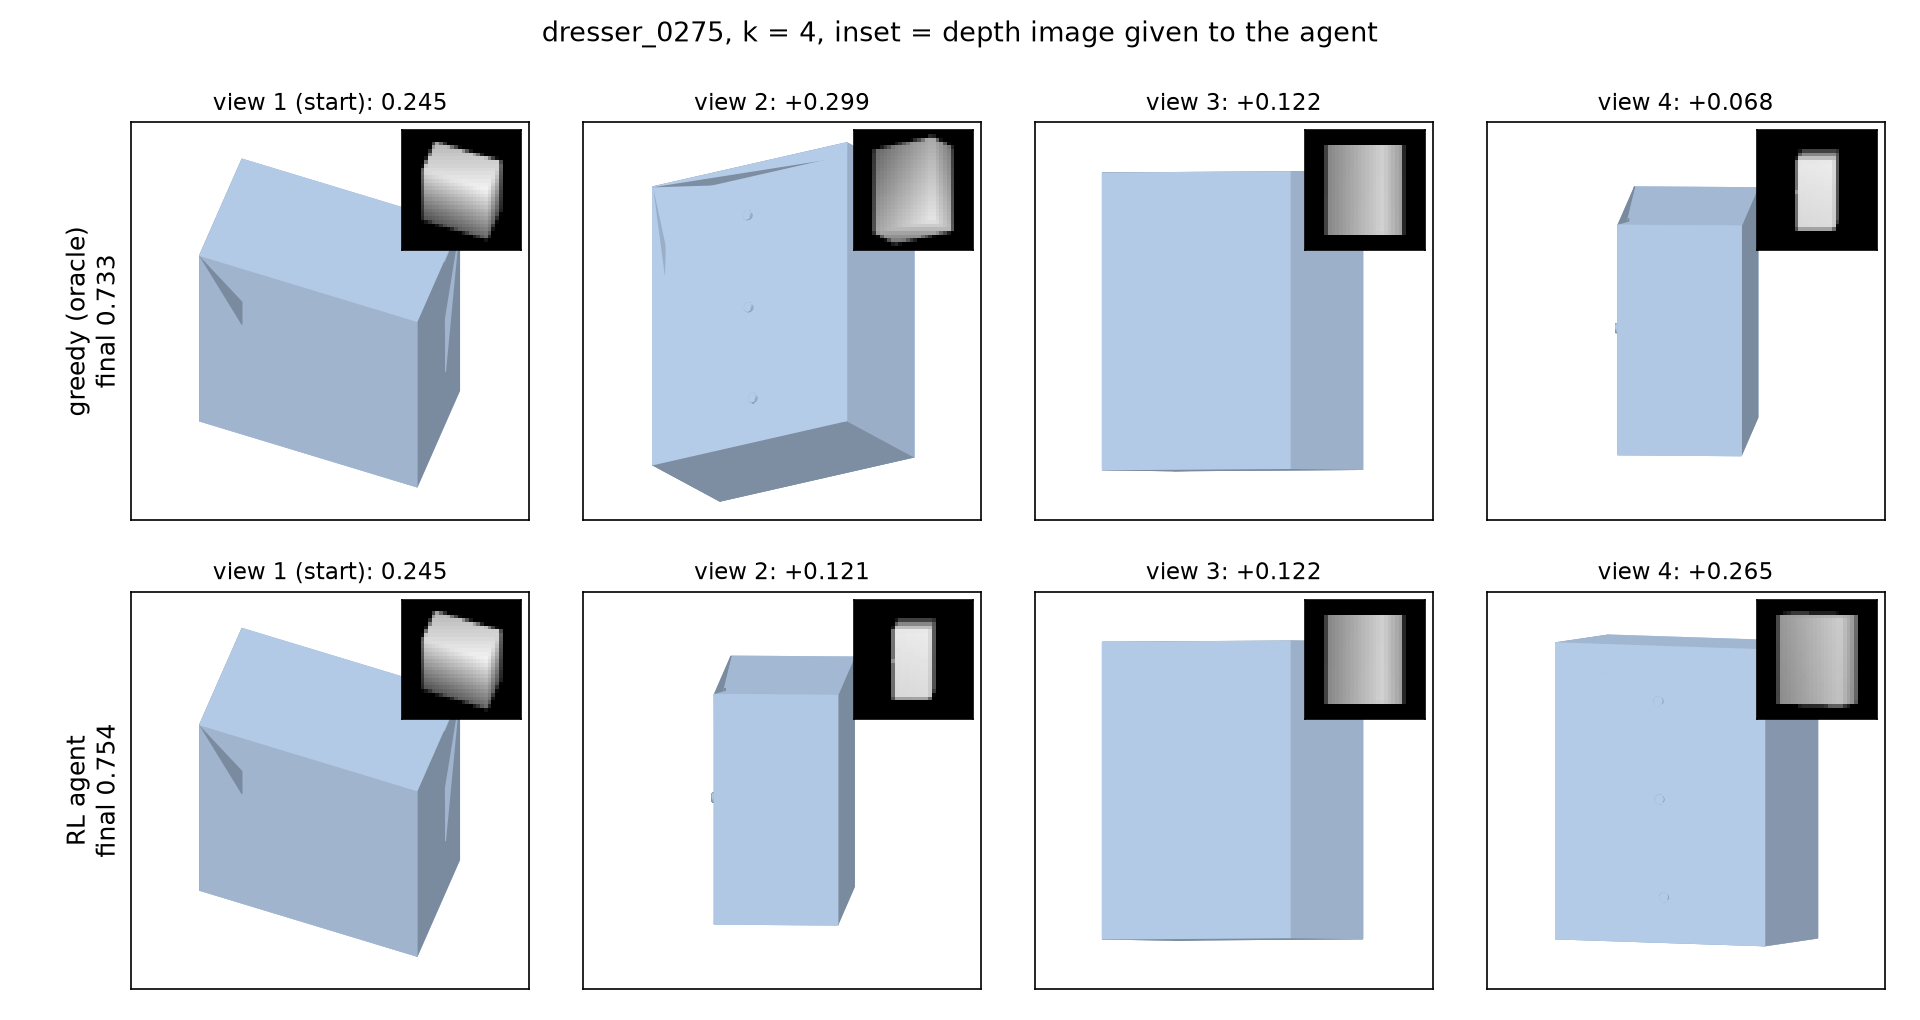 dresser_0275, k = 4, inset = depth image given to the agent
greedy (oracle)
final 0.733
view 1 (start): 0.245
view 2: +0.299
view 3: +0.122
view 4: +0.068
RL agent
final 0.754
view 1 (start): 0.245
view 2: +0.121
view 3: +0.122
view 4: +0.265